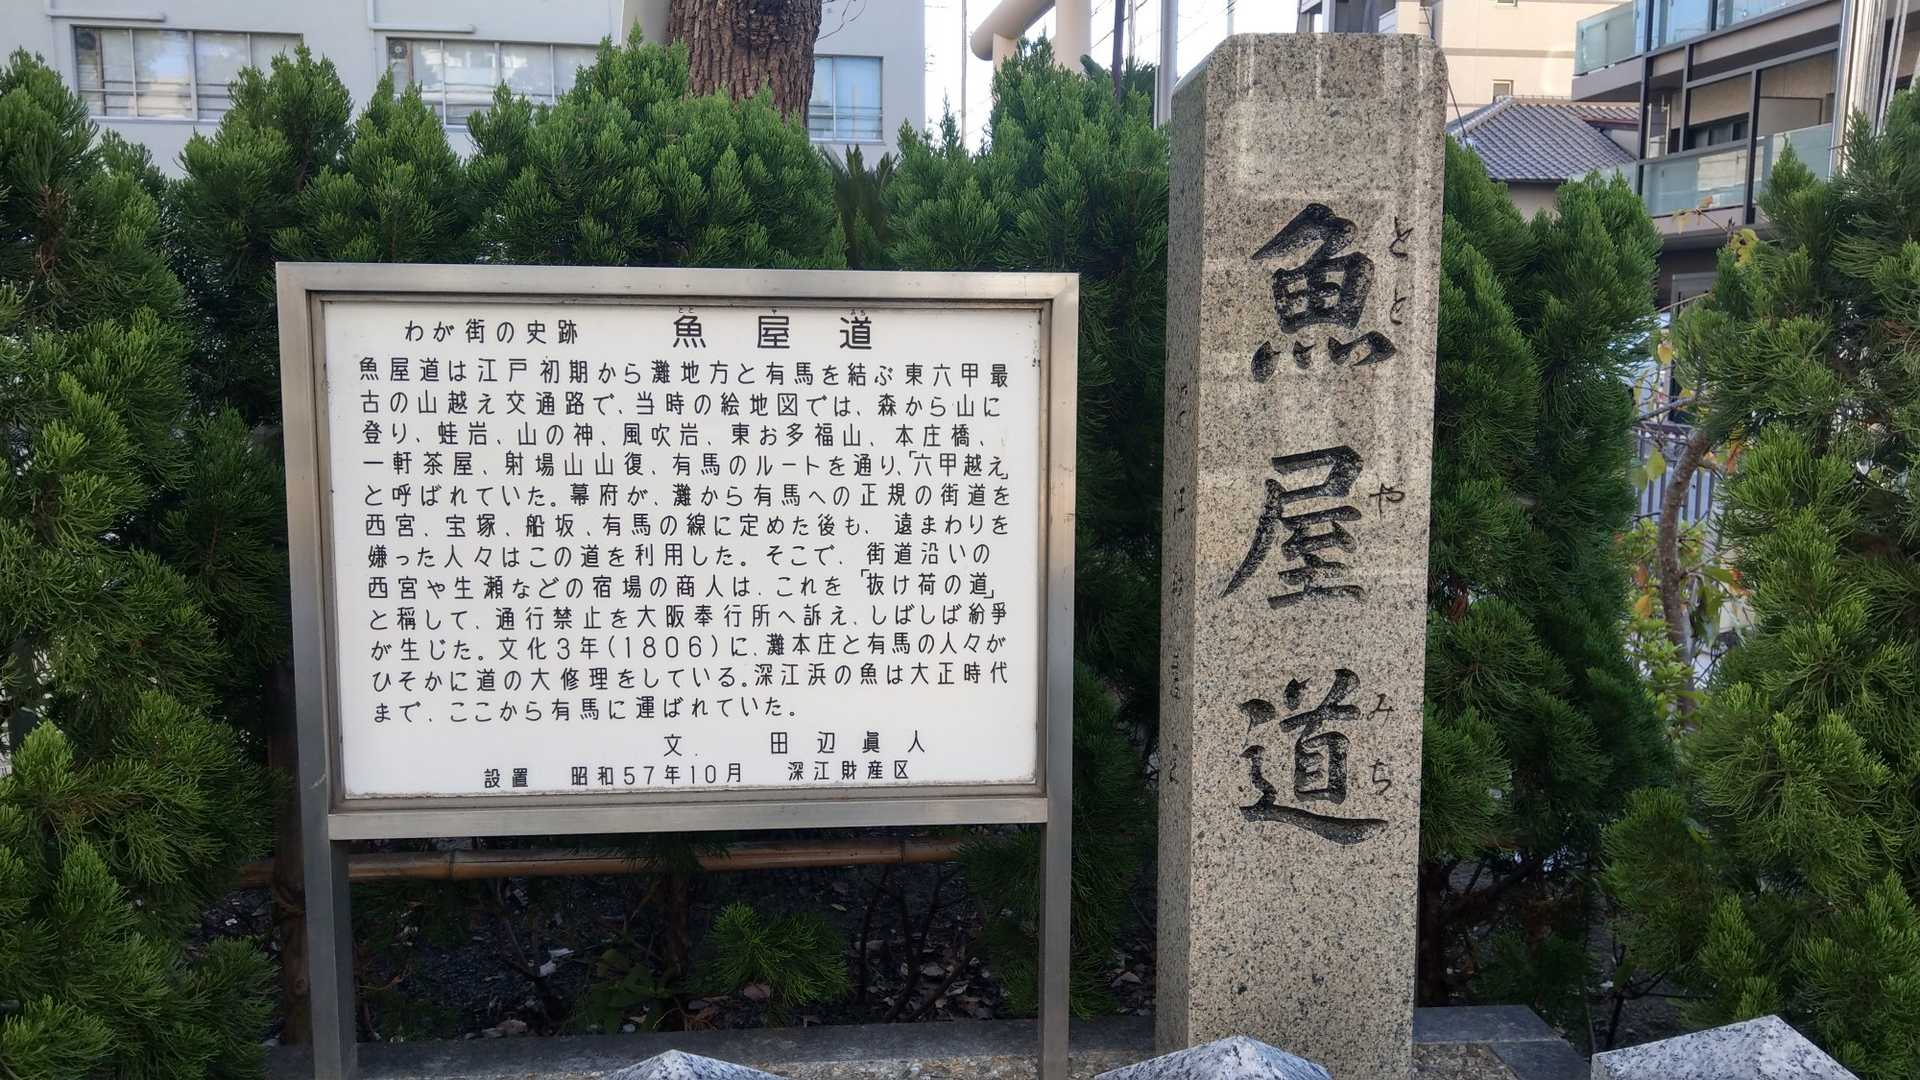 わが街の史跡　魚屋道
とと　や　みち
魚屋道は江戸初期から灘地方と有馬を結ぶ東六甲最
古の山越え交通路で、当時の絵地図では、森から山に
登り、蛙岩、山の神、風吹岩、東お多福山、本庄橋、
一軒茶屋、射場山山復、有馬のルートを通り、「六甲越え」
と呼ばれていた。幕府が、灘から有馬への正規の街道を
西宮、宝塚、船坂、有馬の線に定めた後も、遠まわりを
嫌った人々はこの道を利用した。そこで、街道沿いの
西宮や生瀬などの宿場の商人は、これを「抜け荷の道」
と稱して、通行禁止を大阪奉行所へ訴え、しばしば紛爭
が生じた。文化3年(1806)に、灘本庄と有馬の人々が
ひそかに道の大修理をしている。深江浜の魚は大正時代
まで、ここから有馬に運ばれていた。
文．　田辺眞人
設置　昭和57年10月　深江財産区
魚屋道
とと　や　みち